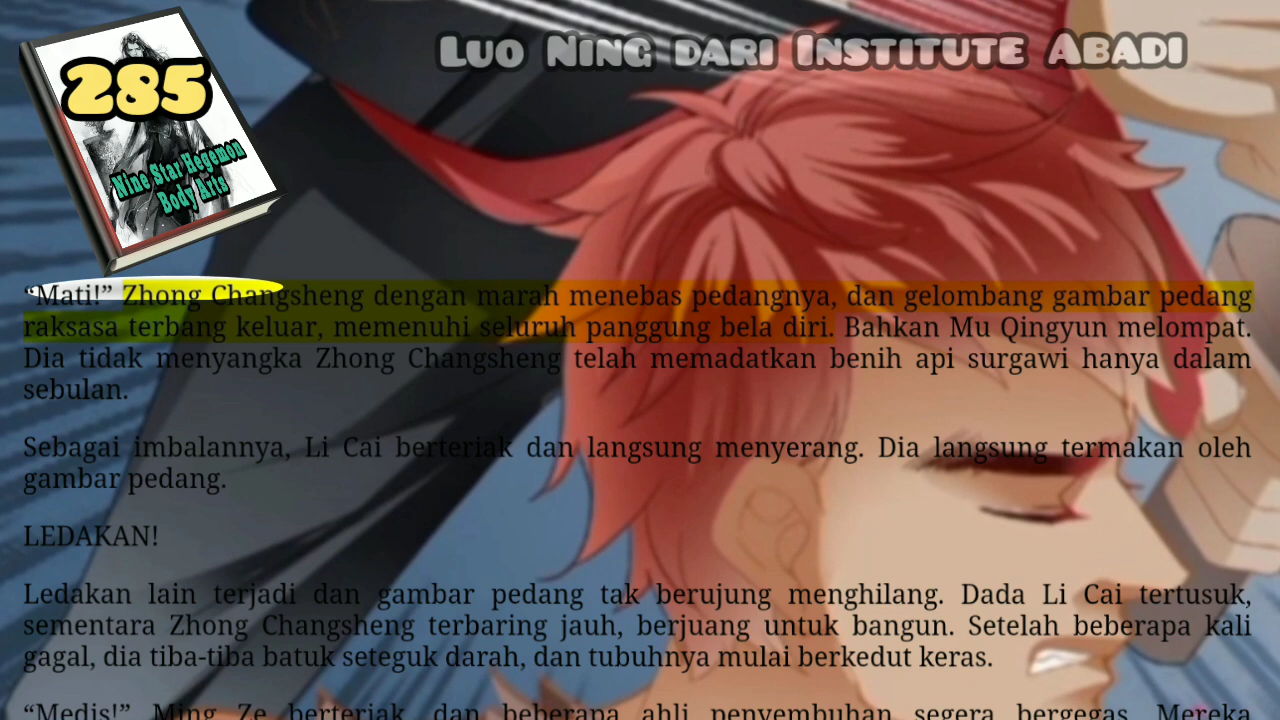 285
Nine Star Hegemon
Body Arts
Luo Ning dari Institute Abadi
“Mati!” Zhong Changsheng dengan marah menebas pedangnya, dan gelombang gambar pedang
raksasa terbang keluar, memenuhi seluruh panggung bela diri. Bahkan Mu Qingyun melompat.
Dia tidak menyangka Zhong Changsheng telah memadatkan benih api surgawi hanya dalam
sebulan.
Sebagai imbalannya, Li Cai berteriak dan langsung menyerang. Dia langsung termakan oleh
gambar pedang.
LEDAKAN!
Ledakan lain terjadi dan gambar pedang tak berujung menghilang. Dada Li Cai tertusuk,
sementara Zhong Changsheng terbaring jauh, berjuang untuk bangun. Setelah beberapa kali
gagal, dia tiba-tiba batuk seteguk darah, dan tubuhnya mulai berkedut keras.
“Medis!” Ming Ze berteriak, dan beberapa ahli penyembuhan segera bergegas. Mereka